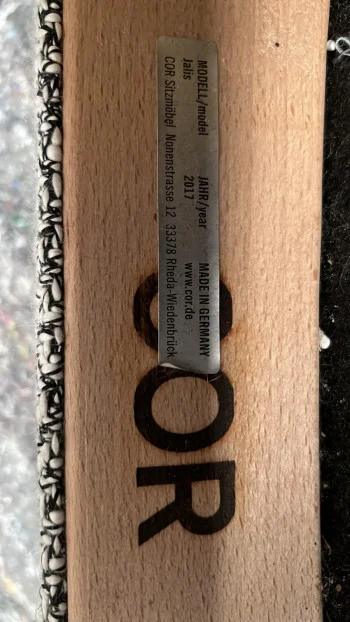 MODELL/model JAHR/year MADE IN GERMANY
Jalis 2017 www.cor.de
COR Sitzmöbel Nonenstrasse 12 33378 Rheda-Wiedenbrück
COR